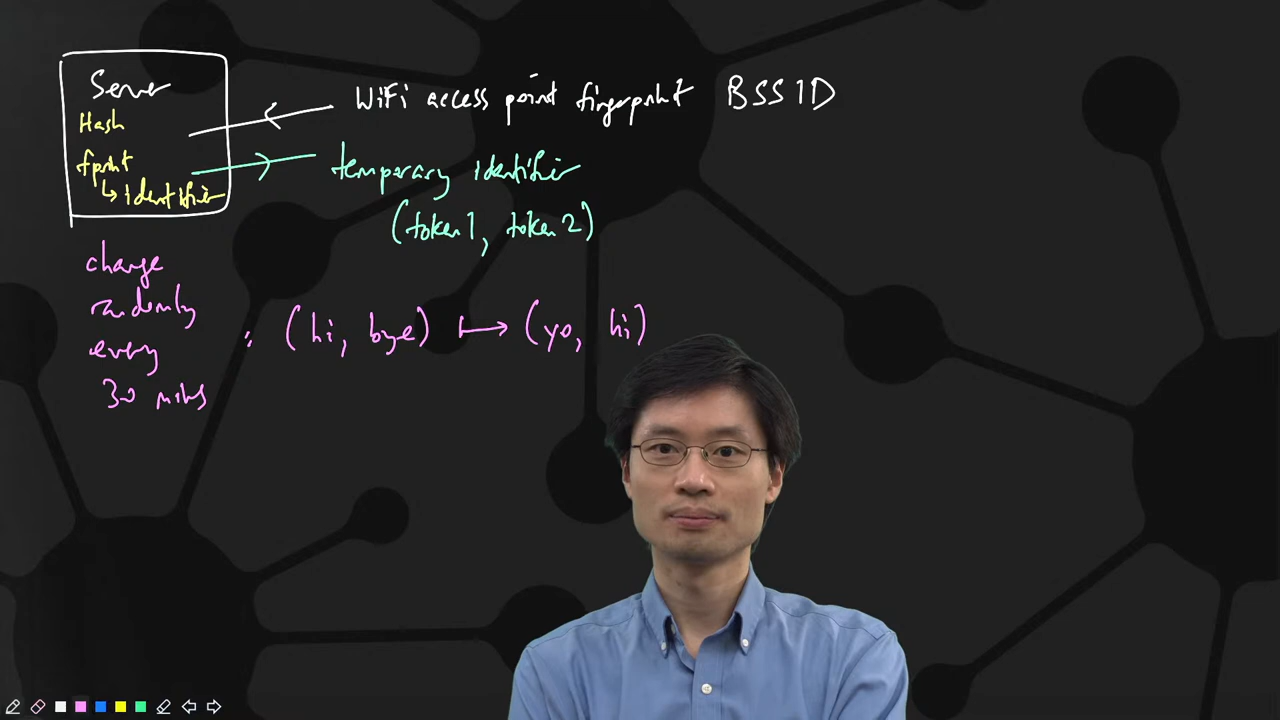 Server
WiFi access point fingerprint BSSID
Hash
fprint
↳ identifier
temporary identifier
(token1, token2)
change
randomly
every
30 mins
: (hi, bye) ↦ (yo, hi)